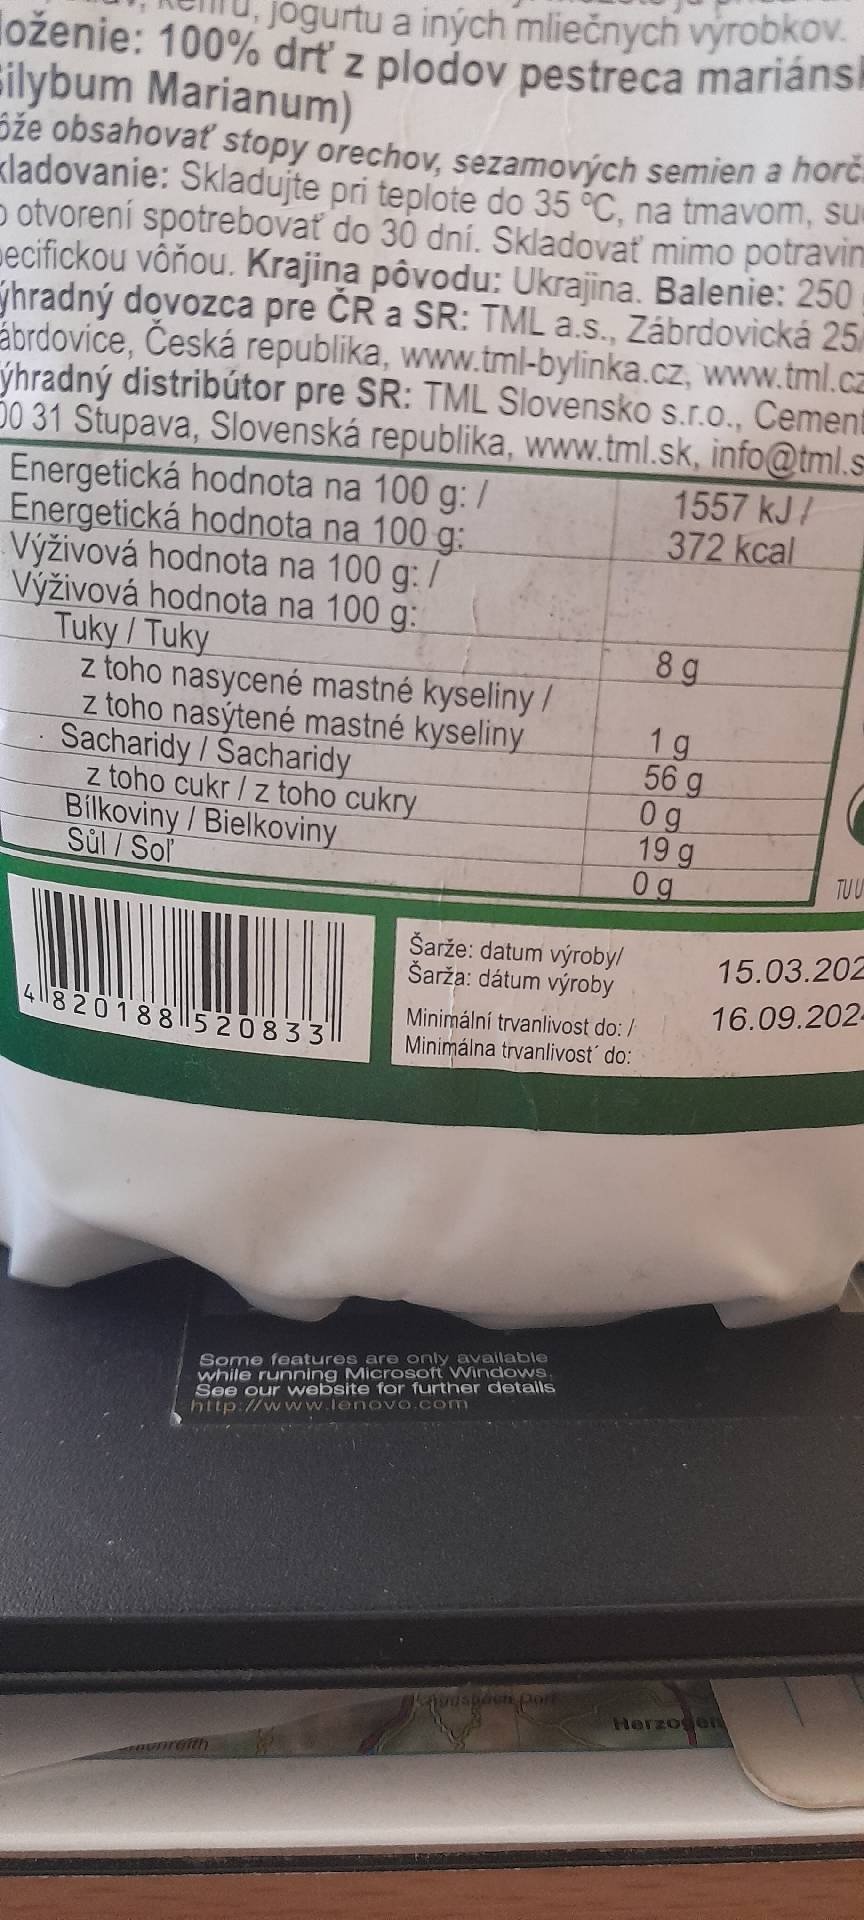 jogurtu a iných mliečnych výrobkov.
loženie: 100% drť z plodov pestreca mariánsk
Silybum Marianum)
ôže obsahovať stopy orechov, sezamových semien a horč
kladovanie: Skladujte pri teplote do 35 °C, na tmavom, su
o otvorení spotrebovať do 30 dní. Skladovať mimo potravin
pecifickou vôňou. Krajina pôvodu: Ukrajina. Balenie: 250
ýhradný dovozca pre ČR a SR: TML a.s., Zábrdovická 25/
ábrdovice, Česká republika, www.tml-bylinka.cz, www.tml.cz
ýhradný distribútor pre SR: TML Slovensko s.r.o., Cement
00 31 Stupava, Slovenská republika, www.tml.sk, info@tml.s
Energetická hodnota na 100 g: / 1557 kJ /
Energetická hodnota na 100 g: 372 kcal
Výživová hodnota na 100 g: /
Výživová hodnota na 100 g:
Tuky / Tuky 8 g
z toho nasycené mastné kyseliny /
z toho nasýtené mastné kyseliny 1 g
Sacharidy / Sacharidy 56 g
z toho cukr / z toho cukry 0 g
Bílkoviny / Bielkoviny 19 g
Sůl / Soľ 0 g
TU U
4 820188 520833
Šarže: datum výroby/ 15.03.202
Šarža: dátum výroby
Minimální trvanlivost do: / 16.09.202
Minimálna trvanlivost´ do:
Some features are only available
while running Microsoft Windows.
See our website for further details
http://www.lenovo.com
Herzogen